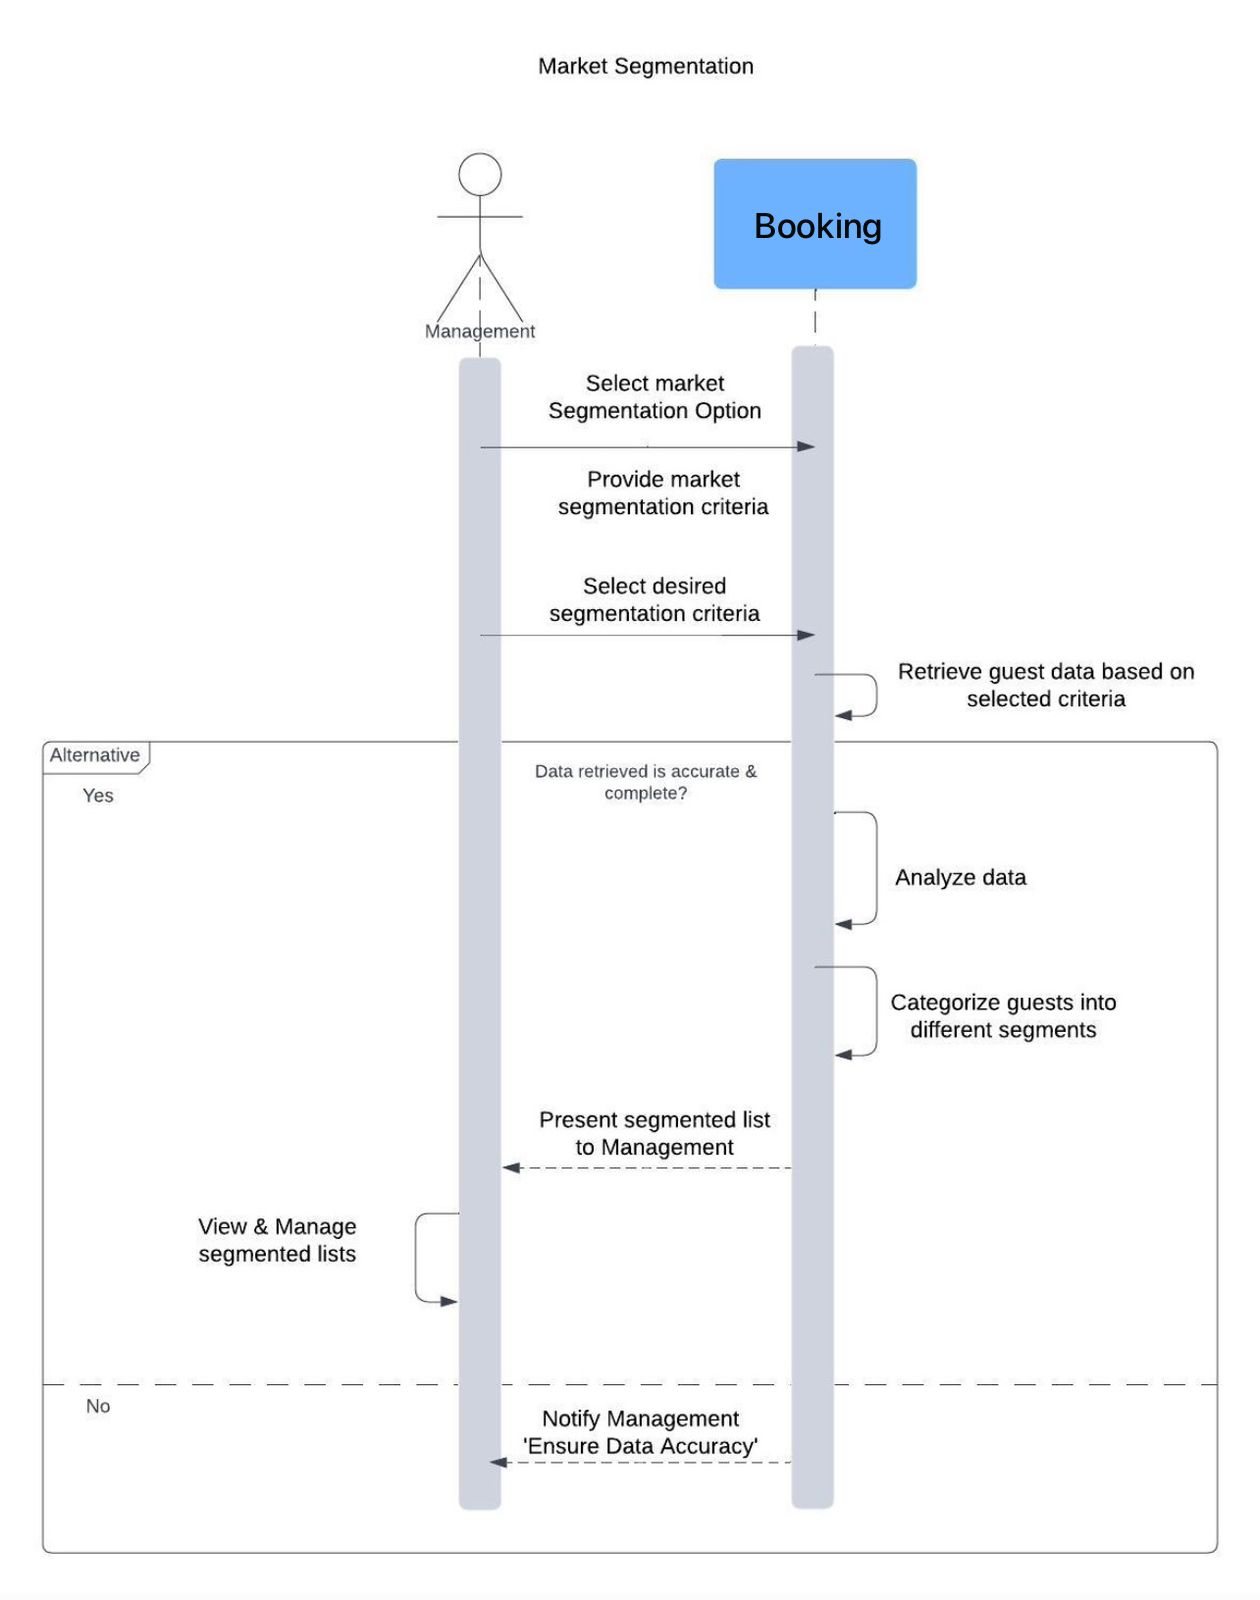 Market Segmentation
Booking
Management
Select market
Segmentation Option
Provide market
segmentation criteria
Select desired
segmentation criteria
Retrieve guest data based on
selected criteria
Alternative
Data retrieved is accurate &
complete?
Yes
Analyze data
Categorize guests into
different segments
Present segmented list
to Management
View & Manage
segmented lists
No
Notify Management
'Ensure Data Accuracy'